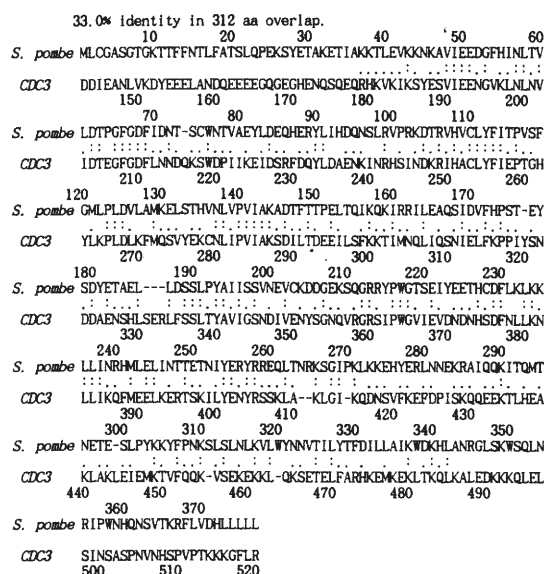 33.0% identity in 312 aa overlap.
10 20 30 40 50 60
S. pombe MLCGASGTGKTTFFNTLFATSLQPEKSYETAKETIAKKTLEVKKNKAVIEEDGFHINLTV
CDC3 DDIEANLVKDYEEELANDQEEEEGQGEGHENQSQEQRHKVKIKSYESVIEENGVKLNLNV
150 160 170 180 190 200
70 80 90 100 110
S. pombe LDTPGFGDFIDNT-SCWNTVAEYLDEQHERYLIHDQNSLRVPRKDTRVHVCLYFITPVSF
CDC3 IDTEGFGDFLNNDQKSWDPIIKEIDSRFDQYLDAENKINRHSINDKRIHACLYFIEPTGH
210 220 230 240 250 260
120 130 140 150 160 170
S. pombe GMLPLDVLAMKELSTHVNLVPVIAKADTFTTPELTQIKQKIRRILEAQSIDVFHPST-EY
CDC3 YLKPLDLKFMQSVYEKCNLIPVIAKSDILTDEEILSFKKTIMNQLIQSNIELFKPPIYSN
270 280 290 300 310 320
180 190 200 210 220 230
S. pombe SDYETAEL---LDSSLPYAIISSVNEVCKDDGEKSQGRRYPWGTSEIYEETHCDFLKLKK
CDC3 DDAENSHLSERLFSSLTYAVIGSNDIVENYSGNQVRGRSIPWGVIEVDNDNHSDFNLLKN
330 340 350 360 370 380
240 250 260 270 280 290
S. pombe LLINRHMLELINTTETNIYERYRREQLTNRKSGIPKLKKEHYERLNNEKRAIQQKITQMT
CDC3 LLIKQFMEELKERTSKILYENYRSSKLA--KLGI-KQDNSVFKEFDPISKQQEEKTLHEA
390 400 410 420 430
300 310 320 330 340 350
S. pombe NETE-SLPYKKYFPNKSLSLNLKVLWYNNVTILYTFDILLAIKWDKHLANRGLSKWSQLN
CDC3 KLAKLEIEMKTVFQQK-VSEKEKKL-QKSETELFARHKEMKEKLTKQLKALEDKKKQLEL
440 450 460 470 480 490
360 370
S. pombe RIPWNHQNSVTKRFLVDHLLLLL
CDC3 SINSASPNVNHSPVPTKKKGFLR
500 510 520